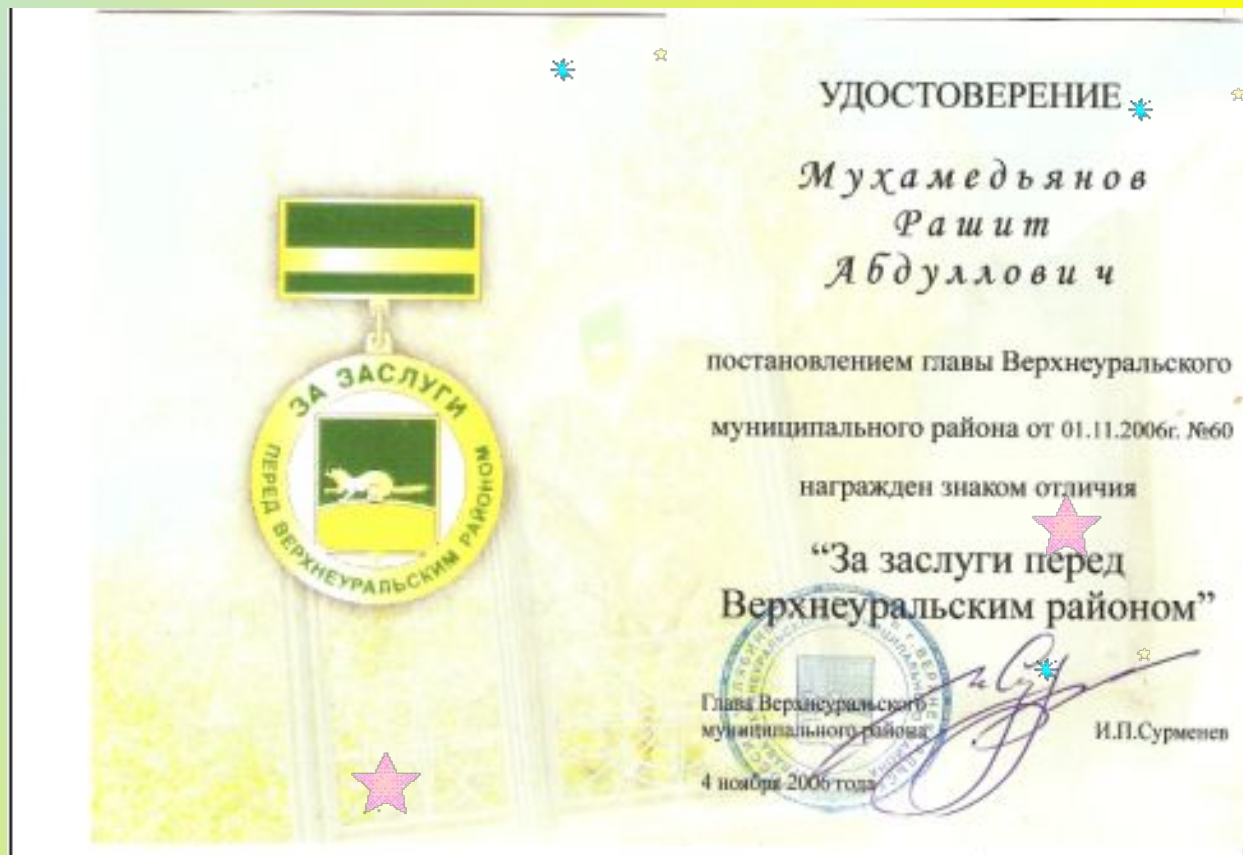 ЗА ЗАСЛУГИ
ПЕРЕД ВЕРХНЕУРАЛЬСКИМ РАЙОНОМ
УДОСТОВЕРЕНИЕ
Мухамедьянов
Рашит
Абдуллович
постановлением главы Верхнеуральского
муниципального района от 01.11.2006г. №60
награжден знаком отличия
“За заслуги перед
Верхнеуральским районом”
Глава Верхнеуральского
муниципального района
И.П.Сурменев
4 ноября 2006 года